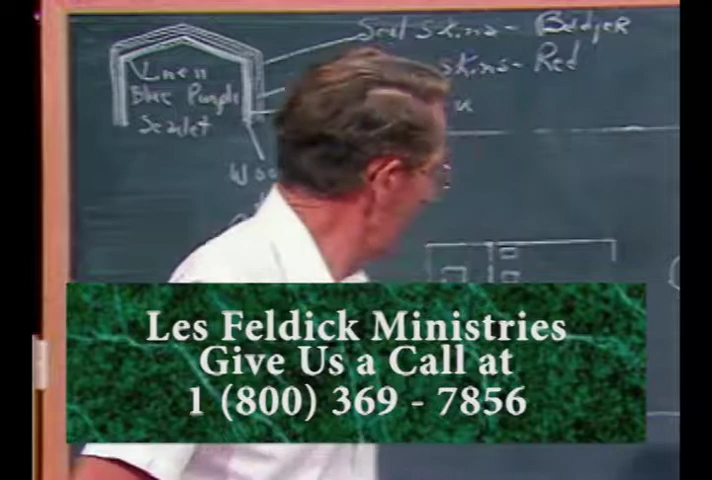 Seal skins - Badger
skins - Red
Linen
Blue Purple
Scarlet
Les Feldick Ministries
Give Us a Call at
1 (800) 369 - 7856